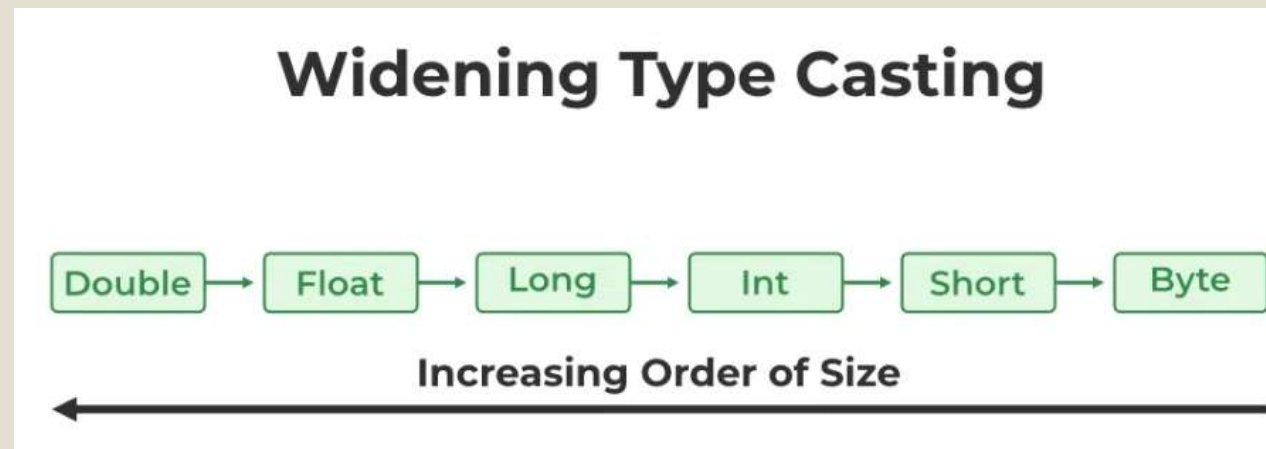 Widening Type Casting
Double Float Long Int Short Byte
Increasing Order of Size